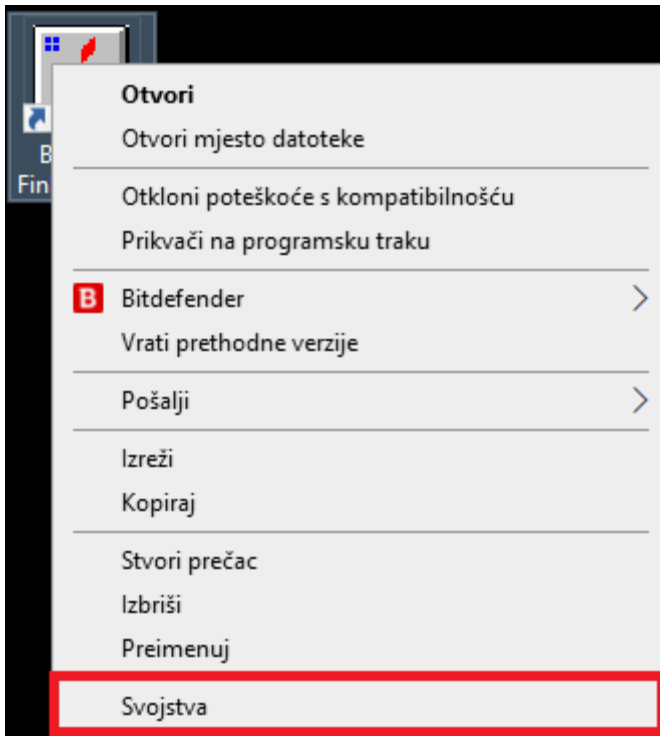 B
Fin
Otvori
Otvori mjesto datoteke
Otkloni poteškoće s kompatibilnošću
Prikvači na programsku traku
B Bitdefender
Vrati prethodne verzije
Pošalji
Izreži
Kopiraj
Stvori prečac
Izbriši
Preimenuj
Svojstva